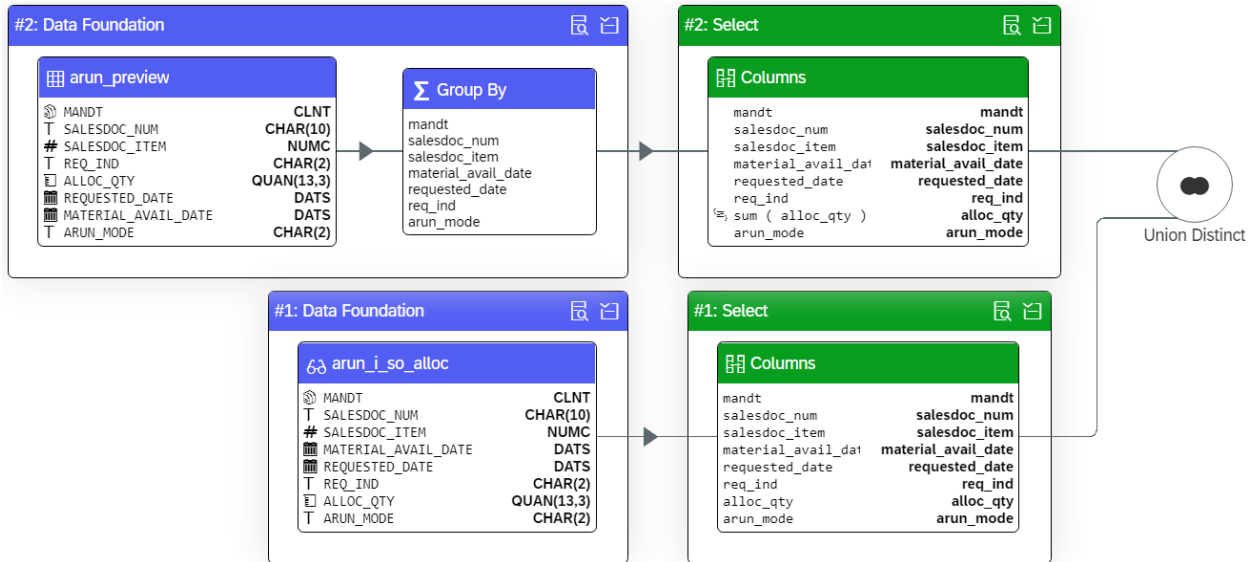 #2: Data Foundation
arun_preview
MANDT CLNT
SALESDOC_NUM CHAR(10)
SALESDOC_ITEM NUMC
REQ_IND CHAR(2)
ALLOC_QTY QUAN(13,3)
REQUESTED_DATE DATS
MATERIAL_AVAIL_DATE DATS
ARUN_MODE CHAR(2)
Group By
mandt
salesdoc_num
salesdoc_item
material_avail_date
requested_date
req_ind
arun_mode
#2: Select
Columns
mandt mandt
salesdoc_num salesdoc_num
salesdoc_item salesdoc_item
material_avail_dat material_avail_date
requested_date requested_date
req_ind req_ind
sum ( alloc_qty ) alloc_qty
arun_mode arun_mode
Union Distinct
#1: Data Foundation
arun_i_so_alloc
MANDT CLNT
SALESDOC_NUM CHAR(10)
SALESDOC_ITEM NUMC
MATERIAL_AVAIL_DATE DATS
REQUESTED_DATE DATS
REQ_IND CHAR(2)
ALLOC_QTY QUAN(13,3)
ARUN_MODE CHAR(2)
#1: Select
Columns
mandt mandt
salesdoc_num salesdoc_num
salesdoc_item salesdoc_item
material_avail_dat material_avail_date
requested_date requested_date
req_ind req_ind
alloc_qty alloc_qty
arun_mode arun_mode